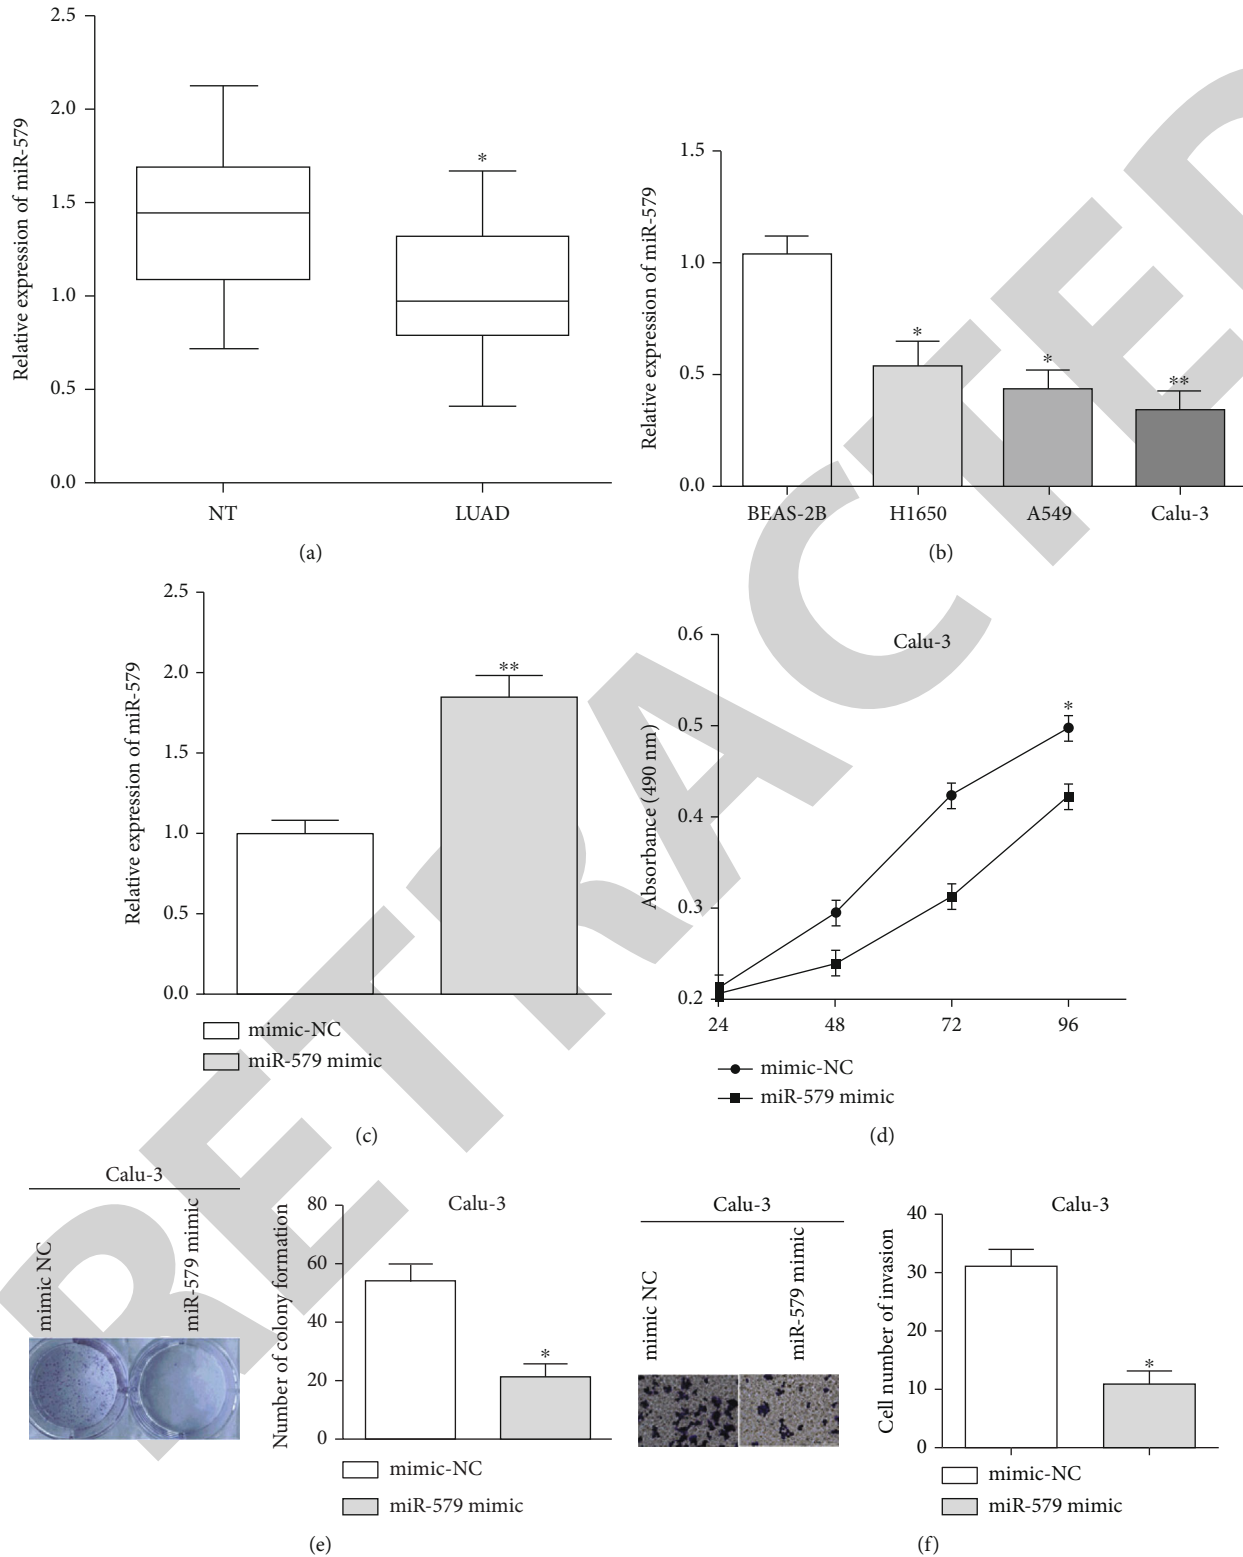 2.5
2.0
1.5
1.0
0.5
0.0
Relative expression of miR-579
*
NT
LUAD
(a)
1.5
1.0
0.5
0.0
Relative expression of miR-579
*
*
**
BEAS-2B
H1650
A549
Calu-3
(b)
2.5
2.0
1.5
1.0
0.5
0.0
Relative expression of miR-579
**
mimic-NC
miR-579 mimic
(c)
Calu-3
0.6
0.5
0.4
0.3
0.2
Absorbance (490 nm)
*
24
48
72
96
mimic-NC
miR-579 mimic
(d)
Calu-3
mimic NC
miR-579 mimic
Calu-3
80
60
40
20
0
Number of colony formation
*
mimic-NC
miR-579 mimic
(e)
Calu-3
mimic NC
miR-579 mimic
Calu-3
40
30
20
10
0
Cell number of invasion
*
mimic-NC
miR-579 mimic
(f)
RETRACTED